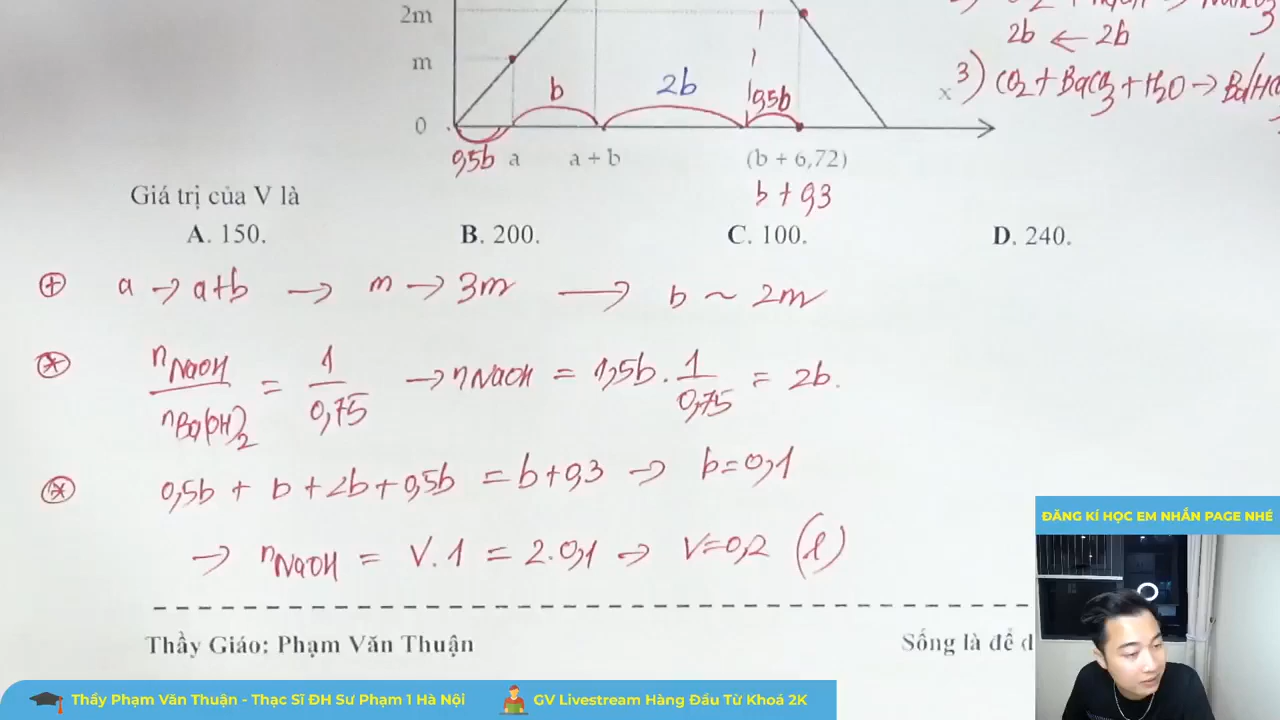 2m
2b ← 2b
m
3) CO2 + BaCO3 + H2O → Ba(HC
b
2b
0,5b
x
0
0,5b a a + b (b + 6,72)
b + 0,3
Giá trị của V là
A. 150. B. 200. C. 100. D. 240.
⊕ a → a+b → m → 3m → b ~ 2m
⊛ nNaOH / nBa(OH)2 = 1 / 0,75 → nNaOH = 1,5b . 1 / 0,75 = 2b.
⊛ 0,5b + b + 2b + 0,5b = b + 0,3 → b = 0,1
→ nNaOH = V.1 = 2.0,1 → V = 0,2 (l)
ĐĂNG KÍ HỌC EM NHẮN PAGE NHÉ
Thầy Giáo: Phạm Văn Thuận Sống là để d
Thầy Phạm Văn Thuận - Thạc Sĩ ĐH Sư Phạm 1 Hà Nội GV Livestream Hàng Đầu Từ Khoá 2K